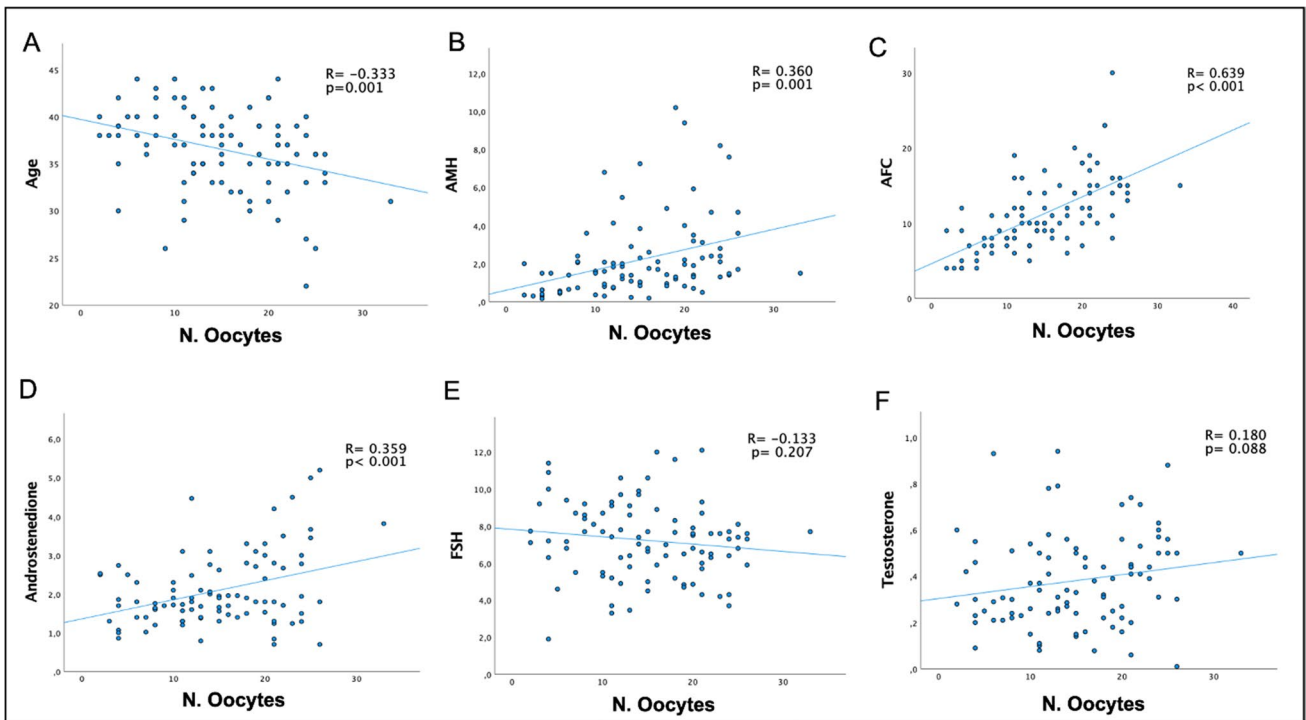 A
R= -0.333
p=0.001
45
40
35
30
25
20
Age
0 10 20 30
N. Oocytes
B
R= 0.360
p= 0.001
12,0
10,0
8,0
6,0
4,0
2,0
,0
AMH
0 10 20 30
N. Oocytes
C
R= 0.639
p< 0.001
30
20
10
0
AFC
0 10 20 30 40
N. Oocytes
D
R= 0.359
p< 0.001
6,0
5,0
4,0
3,0
2,0
1,0
,0
Androstenedione
0 10 20 30
N. Oocytes
E
R= -0.133
p= 0.207
12,0
10,0
8,0
6,0
4,0
2,0
,0
FSH
0 10 20 30
N. Oocytes
F
R= 0.180
p= 0.088
1,0
,8
,6
,4
,2
,0
Testosterone
0 10 20 30
N. Oocytes